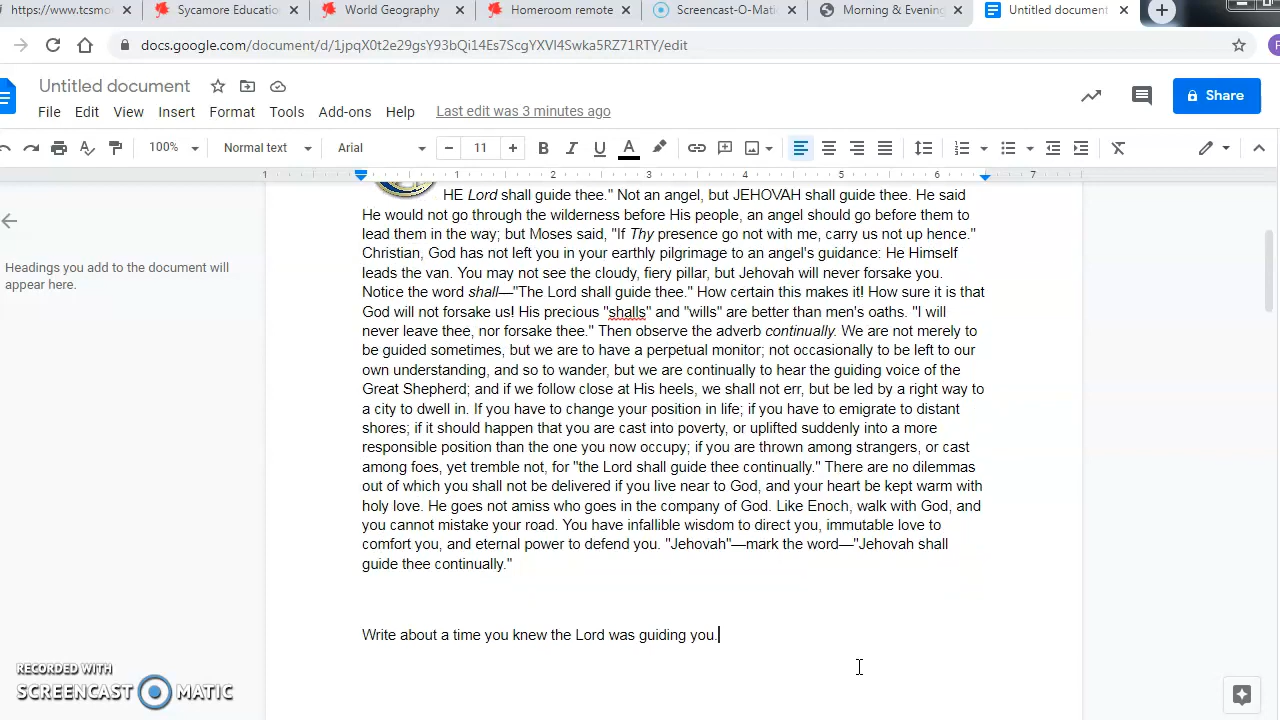 https://www.tcsmo
Sycamore Educatio
World Geography
Homeroom remote
Screencast-O-Matic
Morning & Evening
Untitled document
docs.google.com/document/d/1jpqX0t2e29gsY93bQi14Es7ScgYXVI4Swka5RZ71RTY/edit
Untitled document
File Edit View Insert Format Tools Add-ons Help Last edit was 3 minutes ago
Share
100% Normal text Arial 11
1 1 2 3 4 5 6 7
Headings you add to the document will
appear here.
HE Lord shall guide thee." Not an angel, but JEHOVAH shall guide thee. He said
He would not go through the wilderness before His people, an angel should go before them to
lead them in the way; but Moses said, "If Thy presence go not with me, carry us not up hence."
Christian, God has not left you in your earthly pilgrimage to an angel's guidance: He Himself
leads the van. You may not see the cloudy, fiery pillar, but Jehovah will never forsake you.
Notice the word shall—"The Lord shall guide thee." How certain this makes it! How sure it is that
God will not forsake us! His precious "shalls" and "wills" are better than men's oaths. "I will
never leave thee, nor forsake thee." Then observe the adverb continually. We are not merely to
be guided sometimes, but we are to have a perpetual monitor; not occasionally to be left to our
own understanding, and so to wander, but we are continually to hear the guiding voice of the
Great Shepherd; and if we follow close at His heels, we shall not err, but be led by a right way to
a city to dwell in. If you have to change your position in life; if you have to emigrate to distant
shores; if it should happen that you are cast into poverty, or uplifted suddenly into a more
responsible position than the one you now occupy; if you are thrown among strangers, or cast
among foes, yet tremble not, for "the Lord shall guide thee continually." There are no dilemmas
out of which you shall not be delivered if you live near to God, and your heart be kept warm with
holy love. He goes not amiss who goes in the company of God. Like Enoch, walk with God, and
you cannot mistake your road. You have infallible wisdom to direct you, immutable love to
comfort you, and eternal power to defend you. "Jehovah"—mark the word—"Jehovah shall
guide thee continually."
Write about a time you knew the Lord was guiding you.
RECORDED WITH
SCREENCAST MATIC